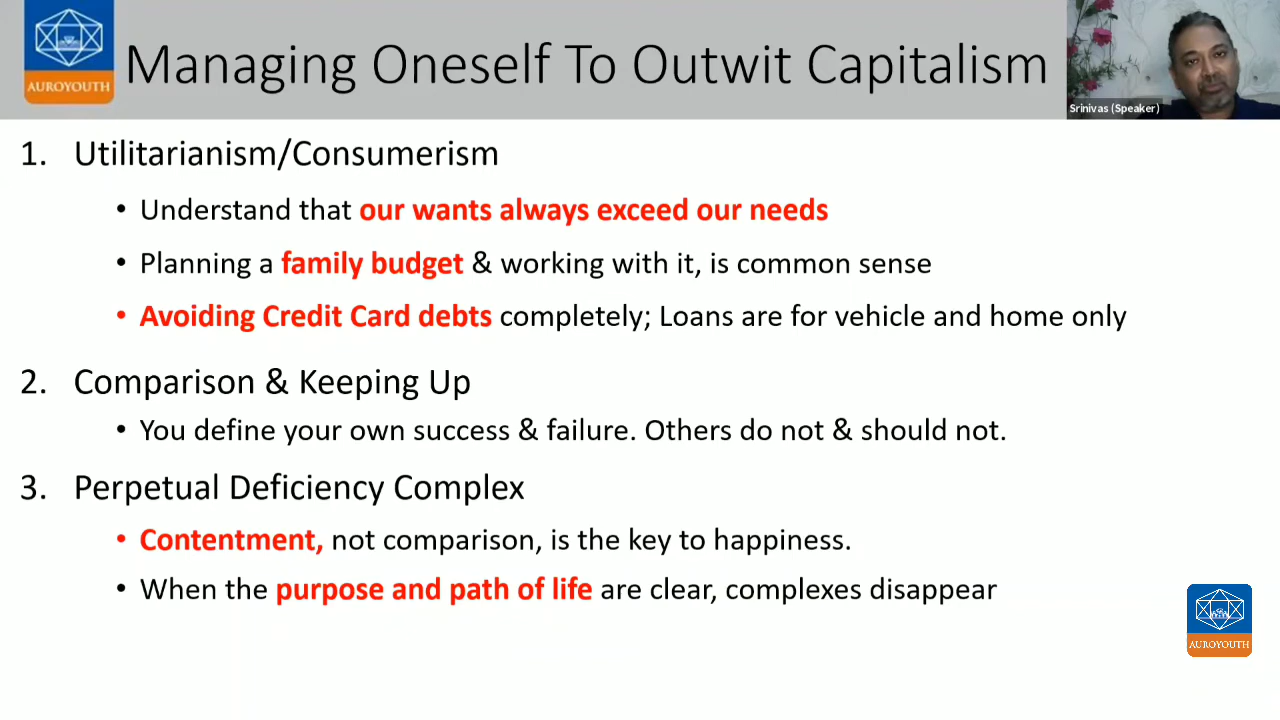 AUROYOUTH
Managing Oneself To Outwit Capitalism
Srinivas (Speaker)
1. Utilitarianism/Consumerism
• Understand that our wants always exceed our needs
• Planning a family budget & working with it, is common sense
• Avoiding Credit Card debts completely; Loans are for vehicle and home only
2. Comparison & Keeping Up
• You define your own success & failure. Others do not & should not.
3. Perpetual Deficiency Complex
• Contentment, not comparison, is the key to happiness.
• When the purpose and path of life are clear, complexes disappear
AUROYOUTH